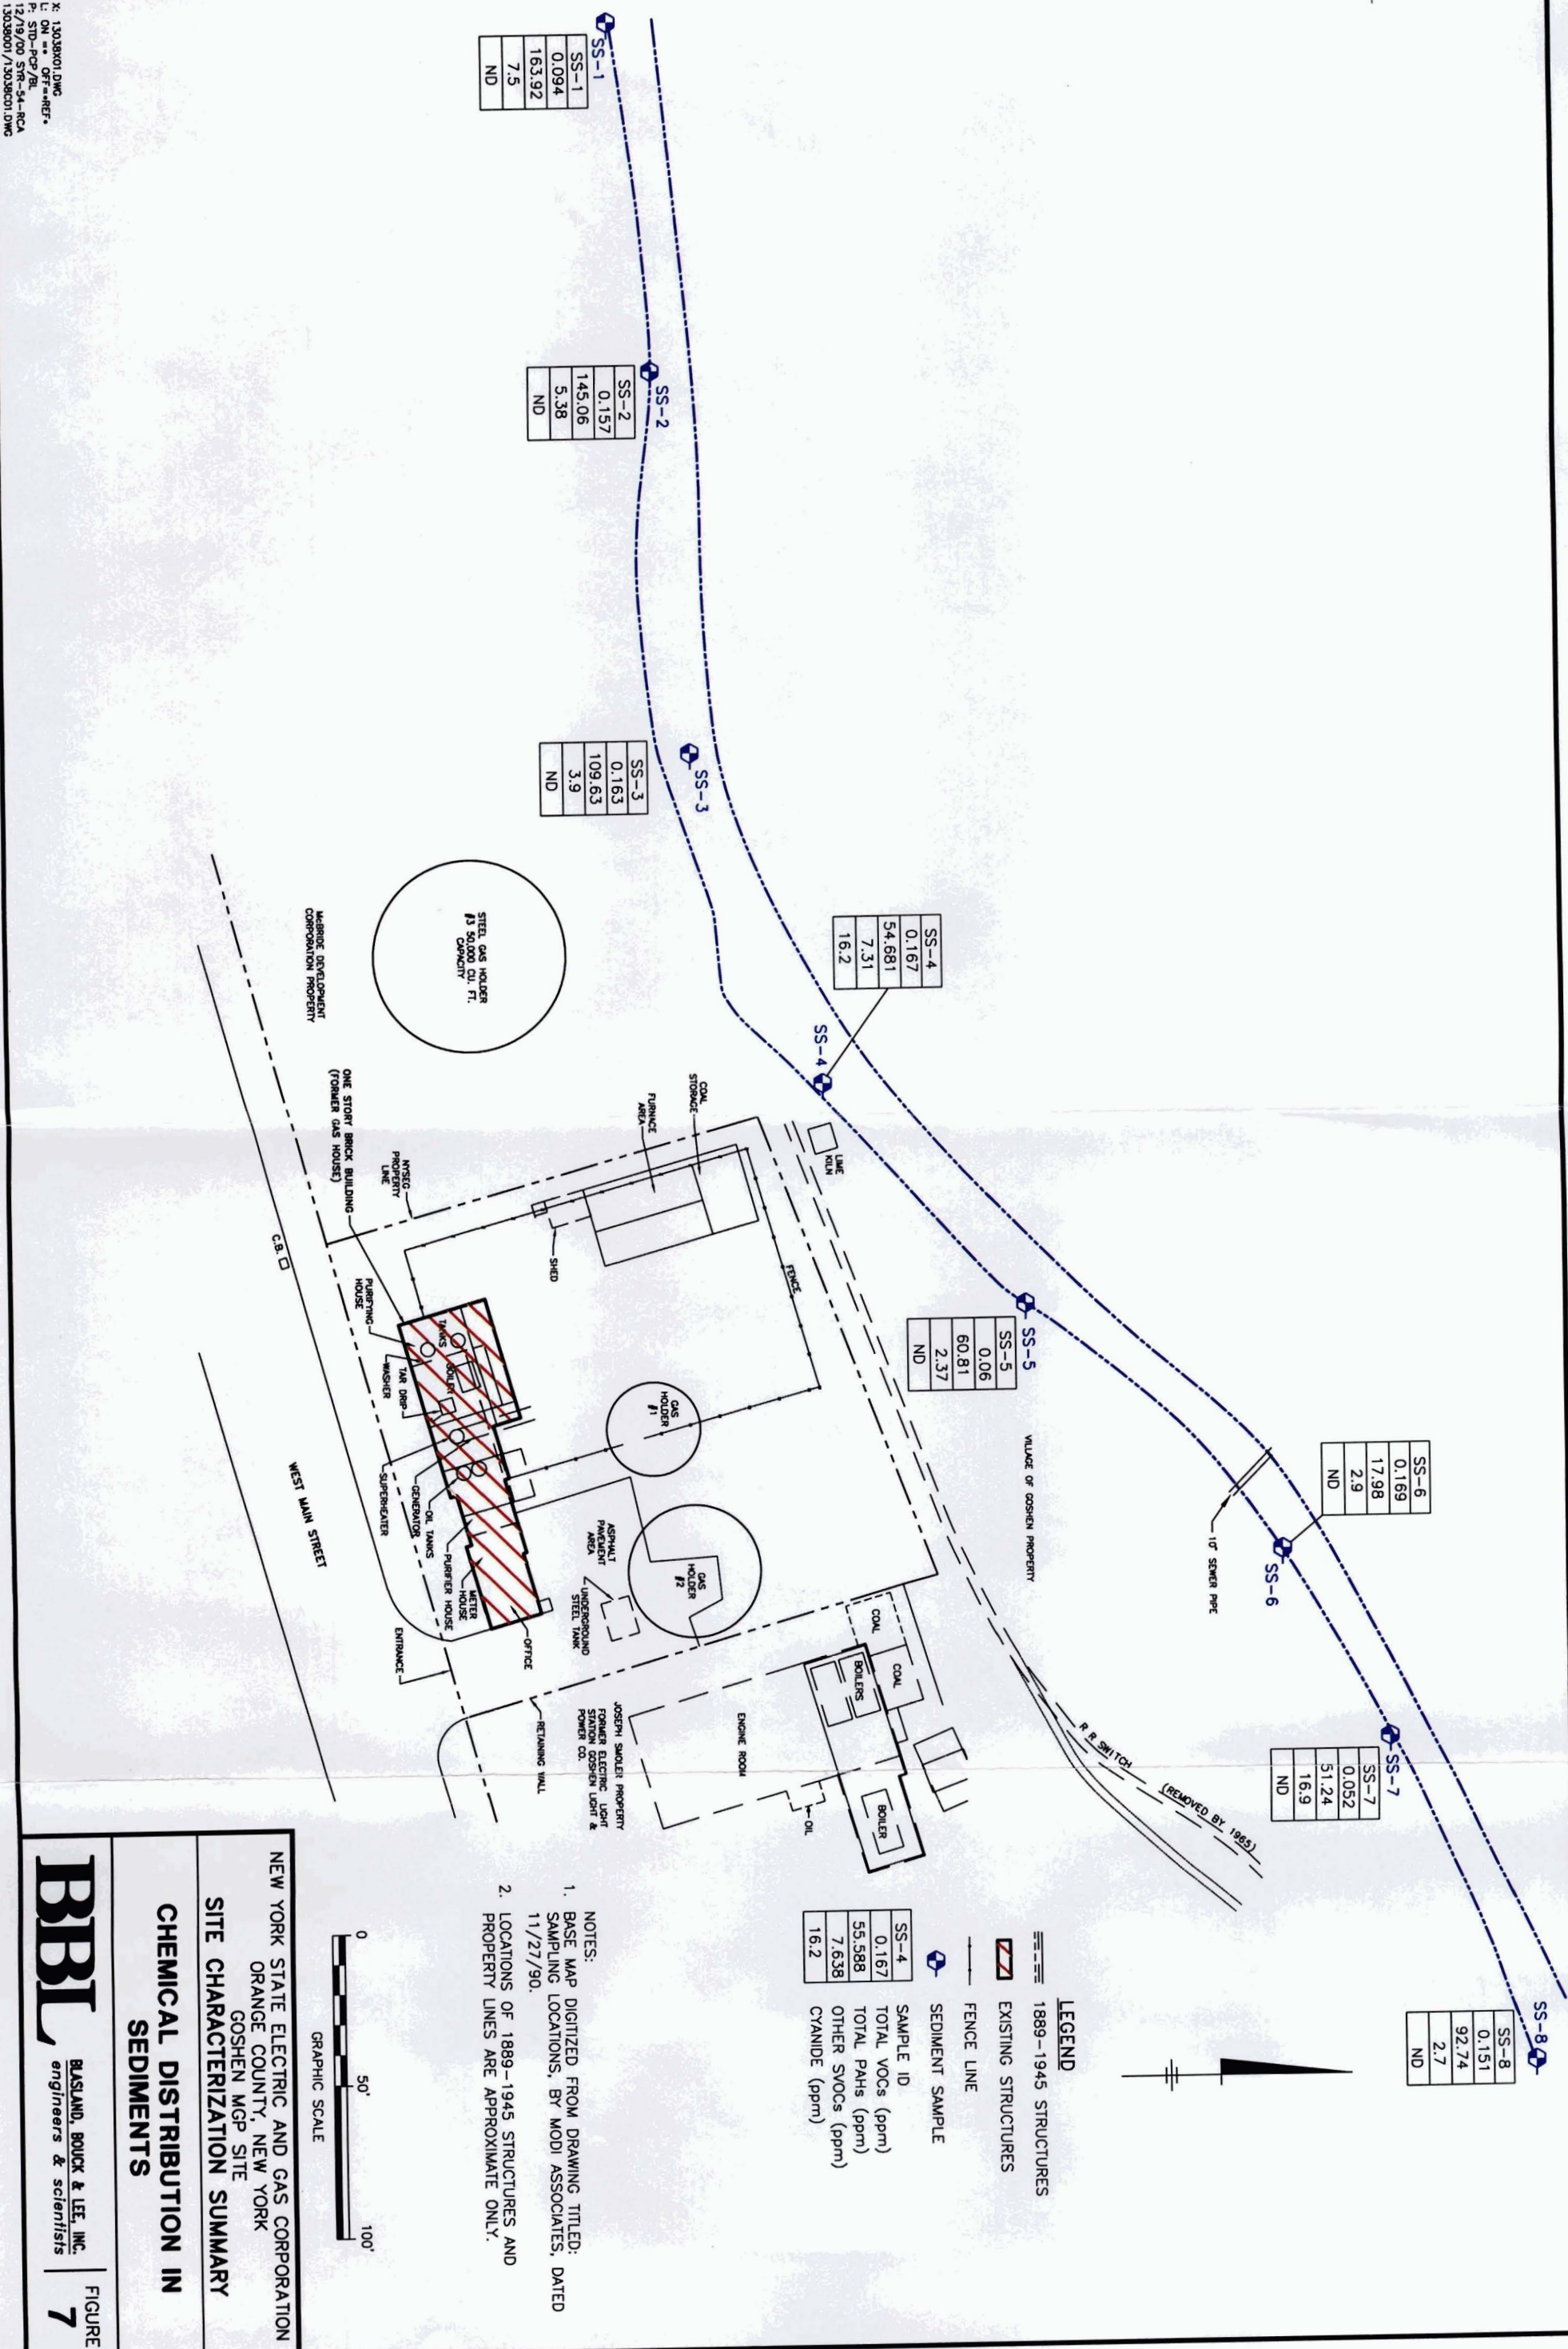 X: 13038X01.DWG
L: ON =* OFF=*REF*
P: STD-PCP/BL
12/19/00 SYR-54-RCA
13038001/13038C01.DWG
SS-1
SS-1
0.094
163.92
7.5
ND
SS-2
SS-2
0.157
145.06
5.38
ND
SS-3
SS-3
0.163
109.63
3.9
ND
SS-4
0.167
54.681
7.31
16.2
SS-4
SS-5
SS-5
0.06
60.81
2.37
ND
SS-6
0.169
17.98
2.9
ND
SS-6
SS-7
SS-7
0.052
51.24
16.9
ND
SS-8
SS-8
0.151
92.74
2.7
ND
10" SEWER PIPE
VILLAGE OF GOSHEN PROPERTY
R R SWITCH
(REMOVED BY 1965)
LIME
KILN
COAL
STORAGE
FURNACE
AREA
FENCE
SHED
STEEL GAS HOLDER
#3 50,000 CU. FT.
CAPACITY
McBRIDE DEVELOPMENT
CORPORATION PROPERTY
NYSEG
PROPERTY
LINE
ONE STORY BRICK BUILDING
(FORMER GAS HOUSE)
C.B.
GAS
HOLDER
#1
GAS
HOLDER
#2
ASPHALT
PAVEMENT
AREA
UNDERGROUND
STEEL TANK
TANKS
BOILER
PURIFYING
HOUSE
WASHER
TAR DRIP
SUPERHEATER
GENERATOR
OIL TANKS
PURIFIER HOUSE
METER
HOUSE
OFFICE
ENTRANCE
WEST MAIN STREET
RETAINING WALL
JOSEPH SMOLER PROPERTY
FORMER ELECTRIC LIGHT
STATION GOSHEN LIGHT &
POWER CO.
ENGINE ROOM
COAL
COAL
BOILERS
BOILER
OIL
LEGEND
1889-1945 STRUCTURES
EXISTING STRUCTURES
FENCE LINE
SEDIMENT SAMPLE
SS-4 SAMPLE ID
0.167 TOTAL VOCs (ppm)
55.588 TOTAL PAHs (ppm)
7.638 OTHER SVOCs (ppm)
16.2 CYANIDE (ppm)
NOTES:
1. BASE MAP DIGITIZED FROM DRAWING TITLED:
SAMPLING LOCATIONS, BY MODI ASSOCIATES, DATED
11/27/90.
2. LOCATIONS OF 1889-1945 STRUCTURES AND
PROPERTY LINES ARE APPROXIMATE ONLY.
0 50' 100'
GRAPHIC SCALE
NEW YORK STATE ELECTRIC AND GAS CORPORATION
ORANGE COUNTY, NEW YORK
GOSHEN MGP SITE
SITE CHARACTERIZATION SUMMARY
CHEMICAL DISTRIBUTION IN
SEDIMENTS
BBL
BLASLAND, BOUCK & LEE, INC.
engineers & scientists
FIGURE
7